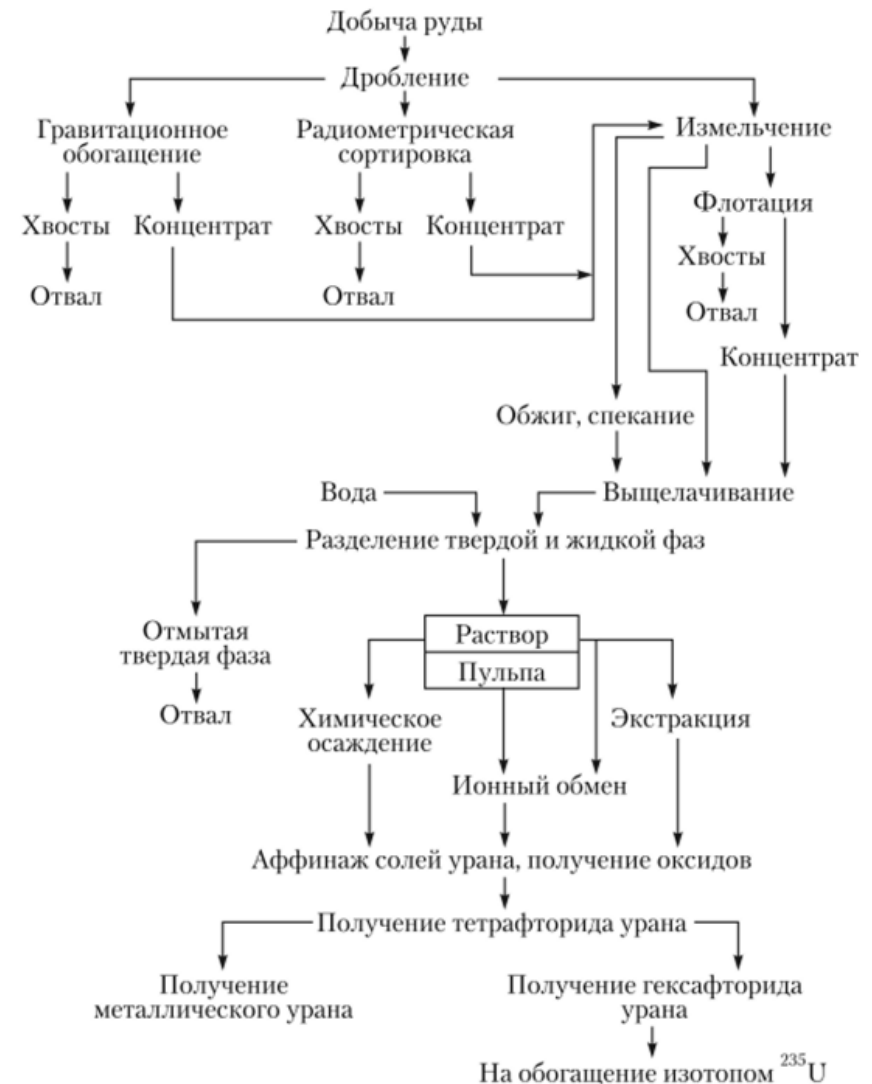 Добыча руды
Дробление
Гравитационное
обогащение
Радиометрическая
сортировка
Измельчение
Хвосты
Концентрат
Хвосты
Концентрат
Флотация
Хвосты
Отвал
Отвал
Отвал
Концентрат
Обжиг, спекание
Вода
Выщелачивание
Разделение твердой и жидкой фаз
Отмытая
твердая фаза
Отвал
Раствор
Пульпа
Химическое
осаждение
Экстракция
Ионный обмен
Аффинаж солей урана, получение оксидов
Получение тетрафторида урана
Получение
металлического урана
Получение гексафторида
урана
На обогащение изотопом ²³⁵U